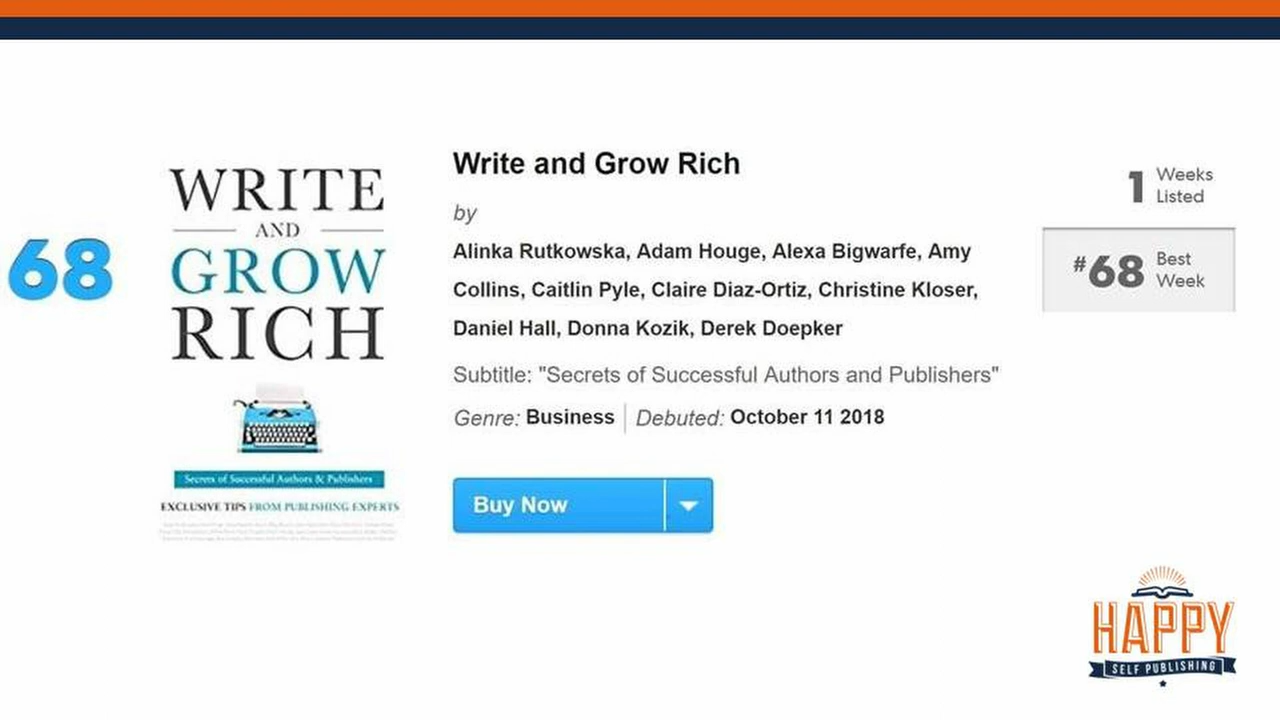 68
WRITE
AND
GROW
RICH
Secrets of Successful Authors & Publishers
EXCLUSIVE TIPS FROM PUBLISHING EXPERTS
Write and Grow Rich
by
Alinka Rutkowska, Adam Houge, Alexa Bigwarfe, Amy
Collins, Caitlin Pyle, Claire Diaz-Ortiz, Christine Kloser,
Daniel Hall, Donna Kozik, Derek Doepker
Subtitle: "Secrets of Successful Authors and Publishers"
Genre: Business | Debuted: October 11 2018
Buy Now
1 Weeks
Listed
#68 Best
Week
HAPPY
SELF PUBLISHING